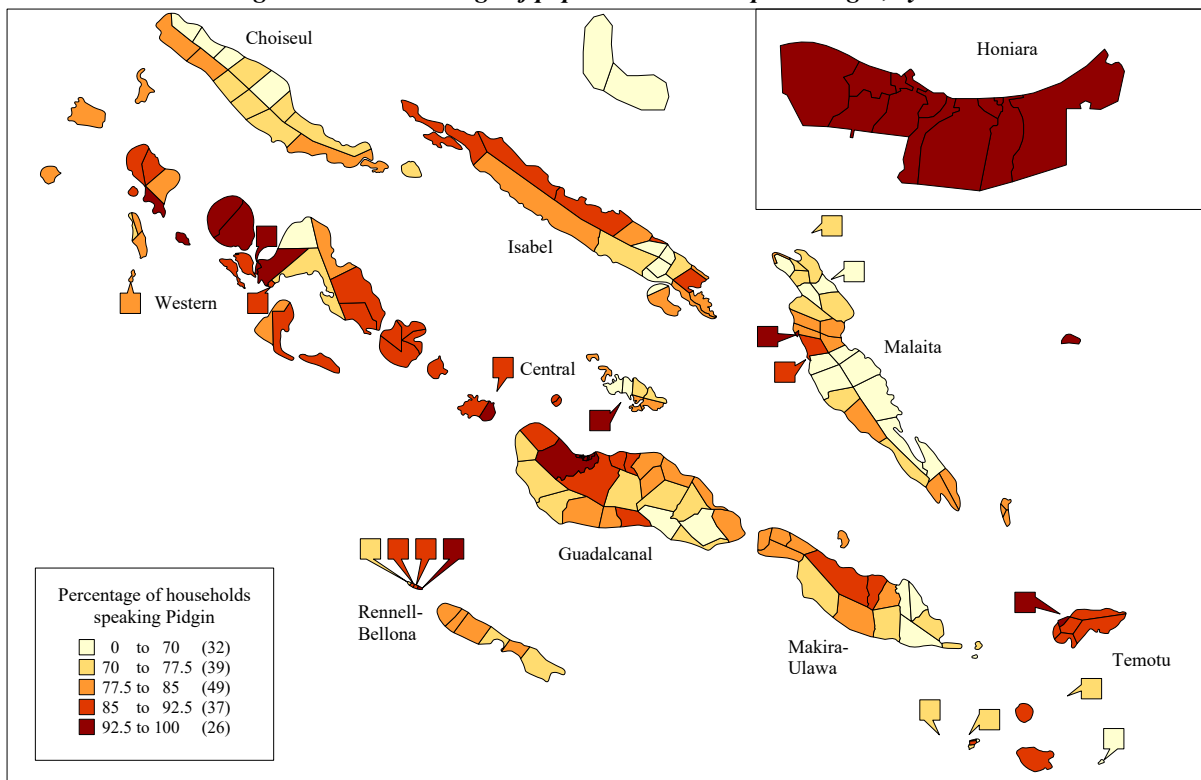 Choiseul
Honiara
Isabel
Western
Malaita
Central
Guadalcanal
Rennell-
Bellona
Makira-
Ulawa
Temotu
Percentage of households
speaking Pidgin
0 to 70 (32)
70 to 77.5 (39)
77.5 to 85 (49)
85 to 92.5 (37)
92.5 to 100 (26)